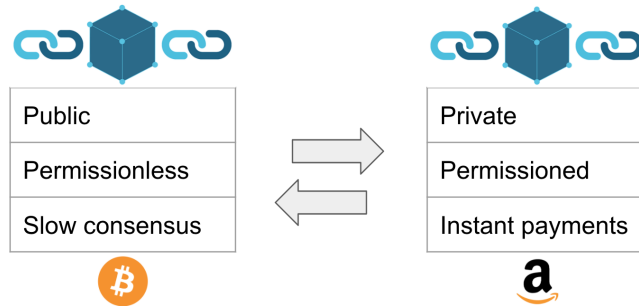 Public
Permissionless
Slow consensus
Private
Permissioned
Instant payments
a